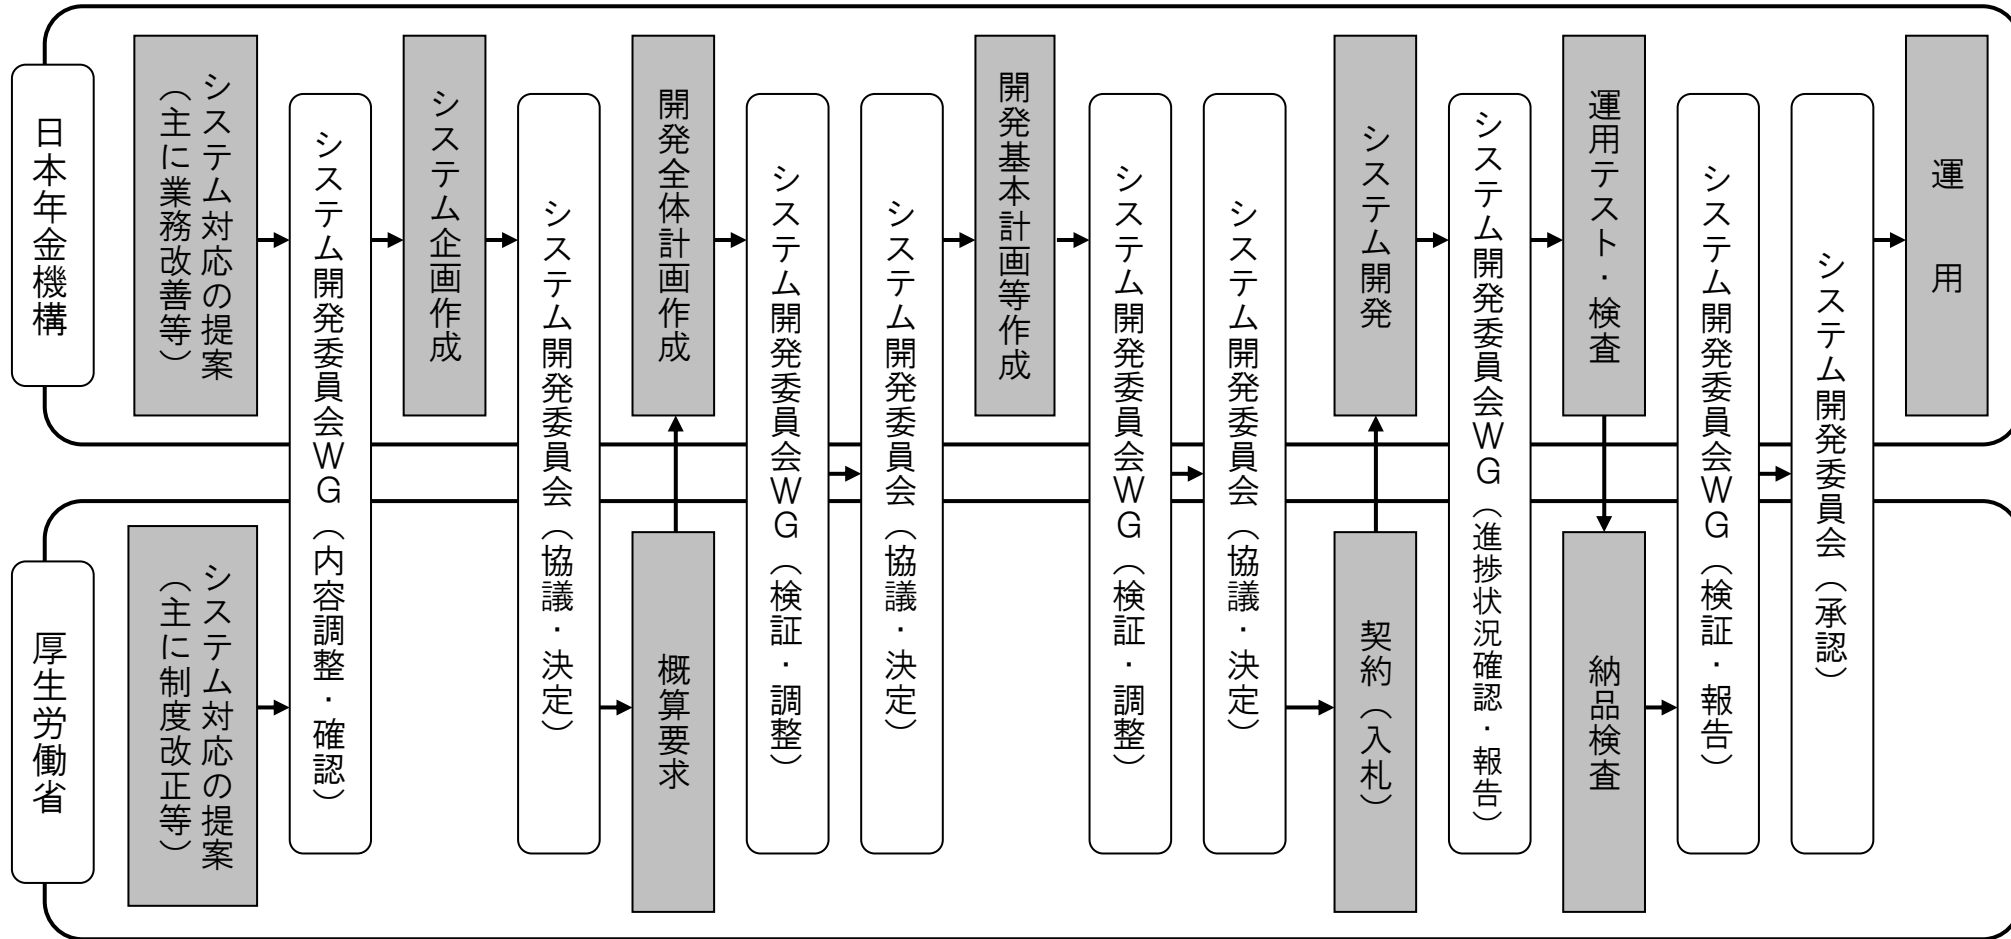 日本年金機構
システム対応の提案
（主に業務改善等）
システム開発委員会ＷＧ（内容調整・確認）
システム企画作成
システム開発委員会（協議・決定）
開発全体計画作成
システム開発委員会ＷＧ（検証・調整）
システム開発委員会（協議・決定）
開発基本計画等作成
システム開発委員会ＷＧ（検証・調整）
システム開発委員会（協議・決定）
システム開発
システム開発委員会ＷＧ（進捗状況確認・報告）
運用テスト・検査
システム開発委員会ＷＧ（検証・報告）
システム開発委員会（承認）
運用
厚生労働省
システム対応の提案
（主に制度改正等）
概算要求
契約（入札）
納品検査